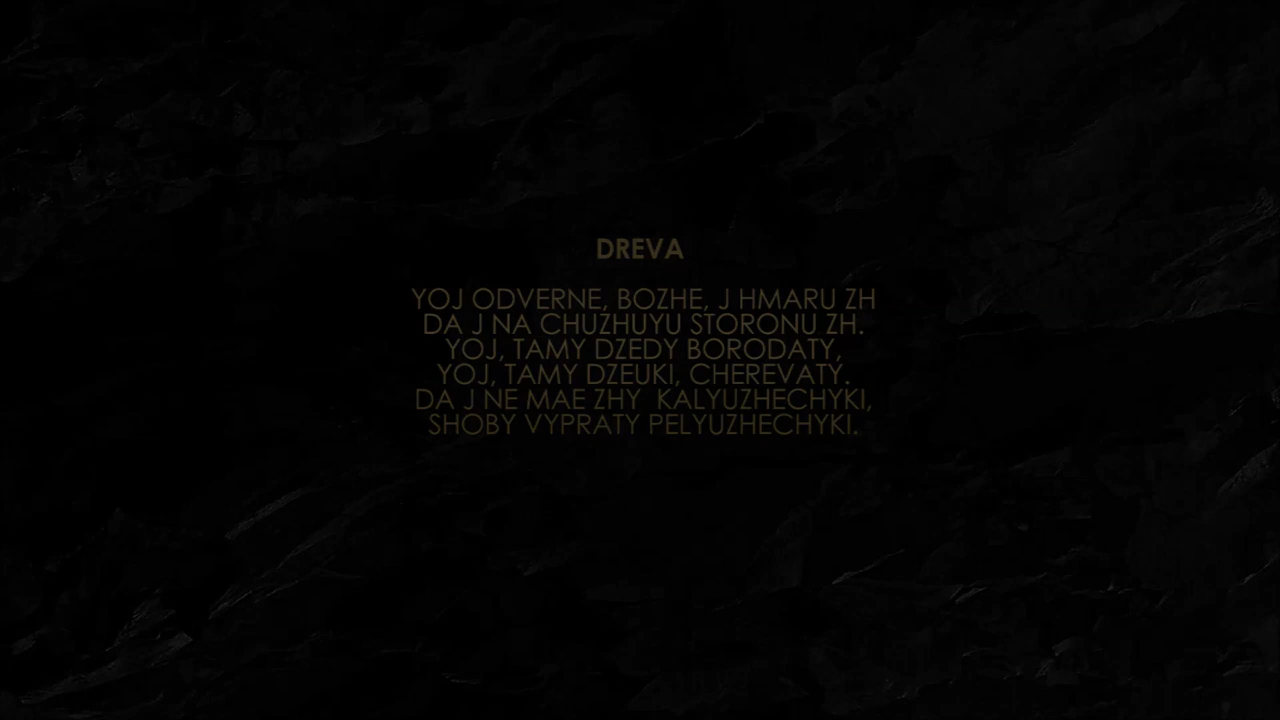 DREVA
YOJ ODVERNE, BOZHE, J HMARU ZH
DA J NA CHUZHUYU STORONU ZH.
YOJ, TAMY DZEDY BORODATY,
YOJ, TAMY DZEUKI, CHEREVATY.
DA J NE MAE ZHY  KALYUZHECHYKI,
SHOBY VYPRATY PELYUZHECHYKI.